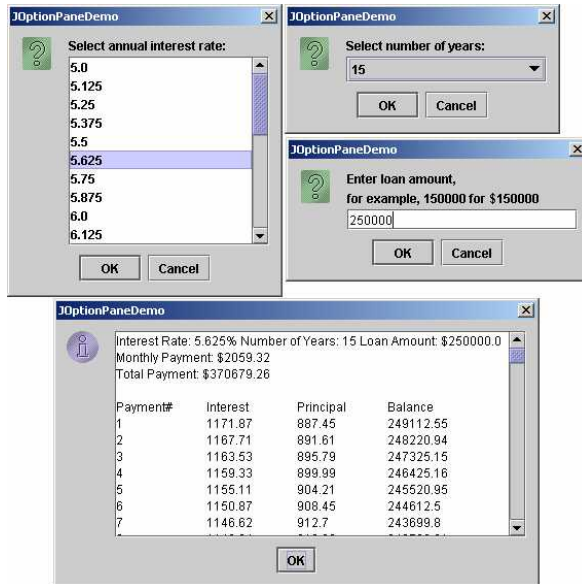 JOptionPaneDemo
Select annual interest rate:
5.0
5.125
5.25
5.375
5.5
5.625
5.75
5.875
6.0
6.125
OK Cancel
JOptionPaneDemo
Select number of years:
15
OK Cancel
JOptionPaneDemo
Enter loan amount,
for example, 150000 for $150000
250000
OK Cancel
JOptionPaneDemo
Interest Rate: 5.625% Number of Years: 15 Loan Amount: $250000.0
Monthly Payment: $2059.32
Total Payment: $370679.26
Payment# Interest Principal Balance
1 1171.87 887.45 249112.55
2 1167.71 891.61 248220.94
3 1163.53 895.79 247325.15
4 1159.33 899.99 246425.16
5 1155.11 904.21 245520.95
6 1150.87 908.45 244612.5
7 1146.62 912.7 243699.8
OK